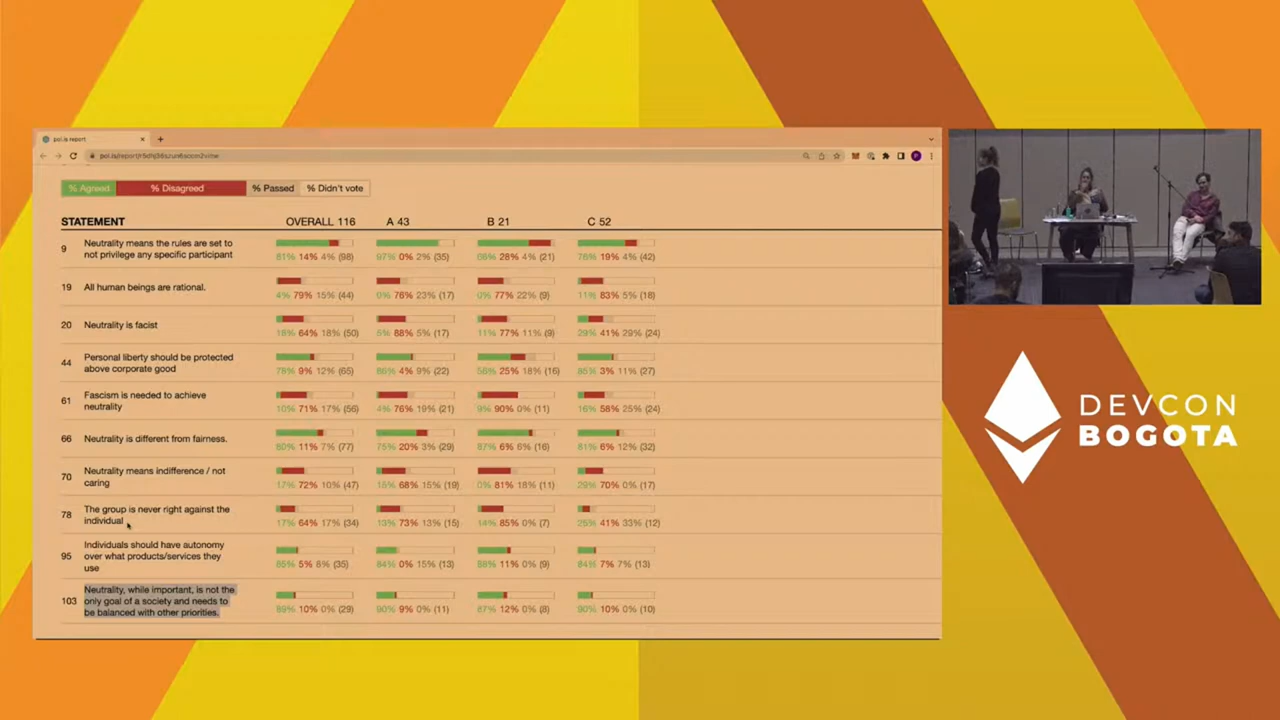 pol.is report
% Agreed % Disagreed % Passed % Didn't vote
STATEMENT OVERALL 116 A 43 B 21 C 52
9 Neutrality means the rules are set to
not privilege any specific participant
81% 14% 4% (98) 97% 0% 2% (35) 66% 28% 4% (21) 76% 19% 4% (42)
19 All human beings are rational.
4% 79% 15% (44) 0% 76% 23% (17) 0% 77% 22% (9) 11% 83% 5% (18)
20 Neutrality is facist
18% 64% 18% (50) 5% 88% 5% (17) 11% 77% 11% (9) 29% 41% 29% (24)
44 Personal liberty should be protected
above corporate good
78% 9% 12% (65) 86% 4% 9% (22) 56% 25% 18% (16) 85% 3% 11% (27)
61 Fascism is needed to achieve
neutrality
10% 71% 17% (56) 4% 76% 19% (21) 9% 90% 0% (11) 16% 58% 25% (24)
66 Neutrality is different from fairness.
80% 11% 7% (77) 75% 20% 3% (29) 87% 6% 6% (16) 81% 6% 12% (32)
70 Neutrality means indifference / not
caring
17% 72% 10% (47) 15% 68% 15% (19) 0% 81% 18% (11) 29% 70% 0% (17)
78 The group is never right against the
individual
17% 64% 17% (34) 13% 73% 13% (15) 14% 85% 0% (7) 25% 41% 33% (12)
95 Individuals should have autonomy
over what products/services they
use
85% 5% 8% (35) 84% 0% 15% (13) 88% 11% 0% (9) 84% 7% 7% (13)
103 Neutrality, while important, is not the
only goal of a society and needs to
be balanced with other priorities.
89% 10% 0% (29) 90% 9% 0% (11) 87% 12% 0% (8) 90% 10% 0% (10)
DEVCON
BOGOTA